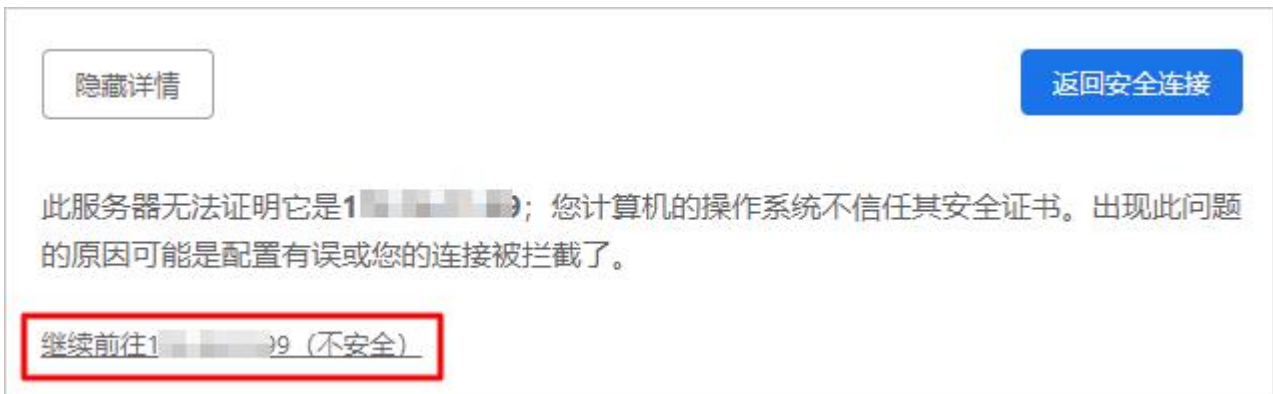 隐藏详情
返回安全连接
此服务器无法证明它是1 9；您计算机的操作系统不信任其安全证书。出现此问题
的原因可能是配置有误或您的连接被拦截了。
继续前往1 99（不安全）